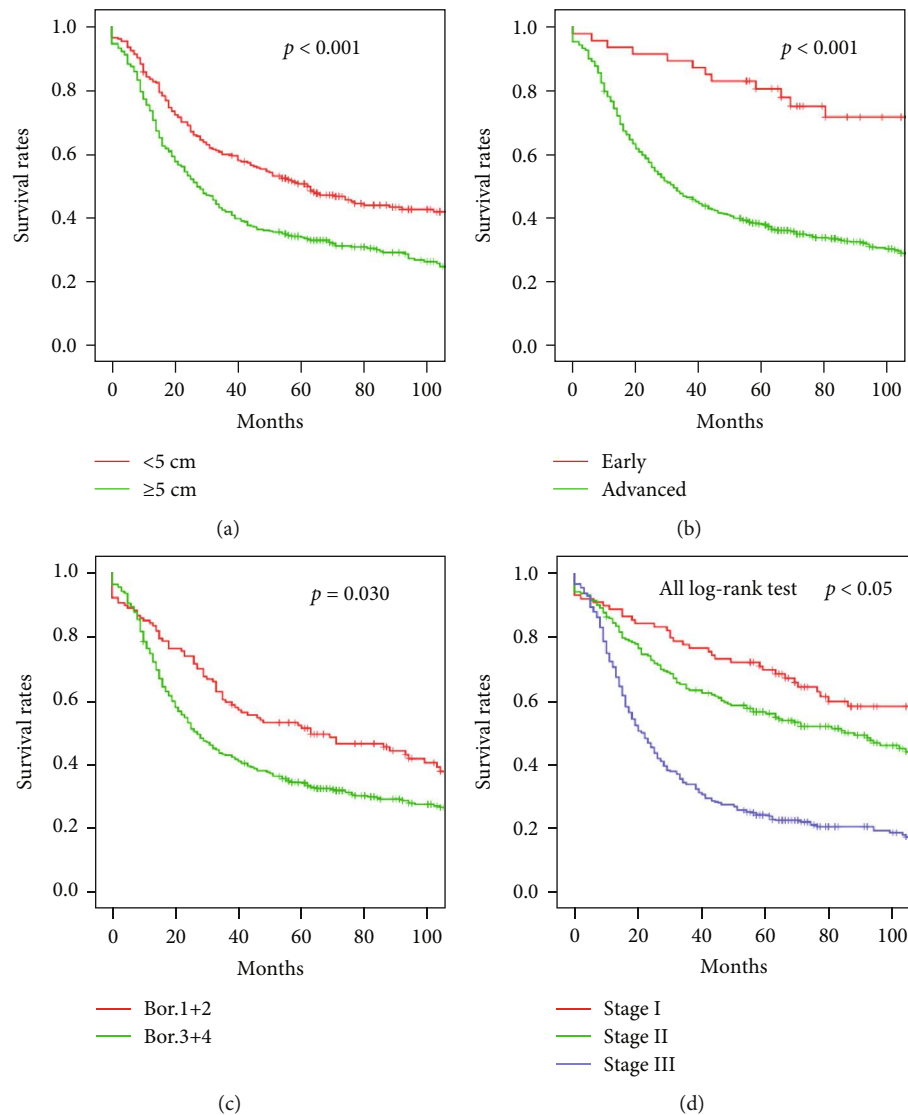 1.0
0.8
0.6
0.4
0.2
0.0
Survival rates
p < 0.001
0 20 40 60 80 100
Months
<5 cm
≥5 cm
(a)
1.0
0.8
0.6
0.4
0.2
0.0
Survival rates
p < 0.001
0 20 40 60 80 100
Months
Early
Advanced
(b)
1.0
0.8
0.6
0.4
0.2
0.0
Survival rates
p = 0.030
0 20 40 60 80 100
Months
Bor.1+2
Bor.3+4
(c)
1.0
0.8
0.6
0.4
0.2
0.0
Survival rates
All log-rank test p < 0.05
0 20 40 60 80 100
Months
Stage I
Stage II
Stage III
(d)